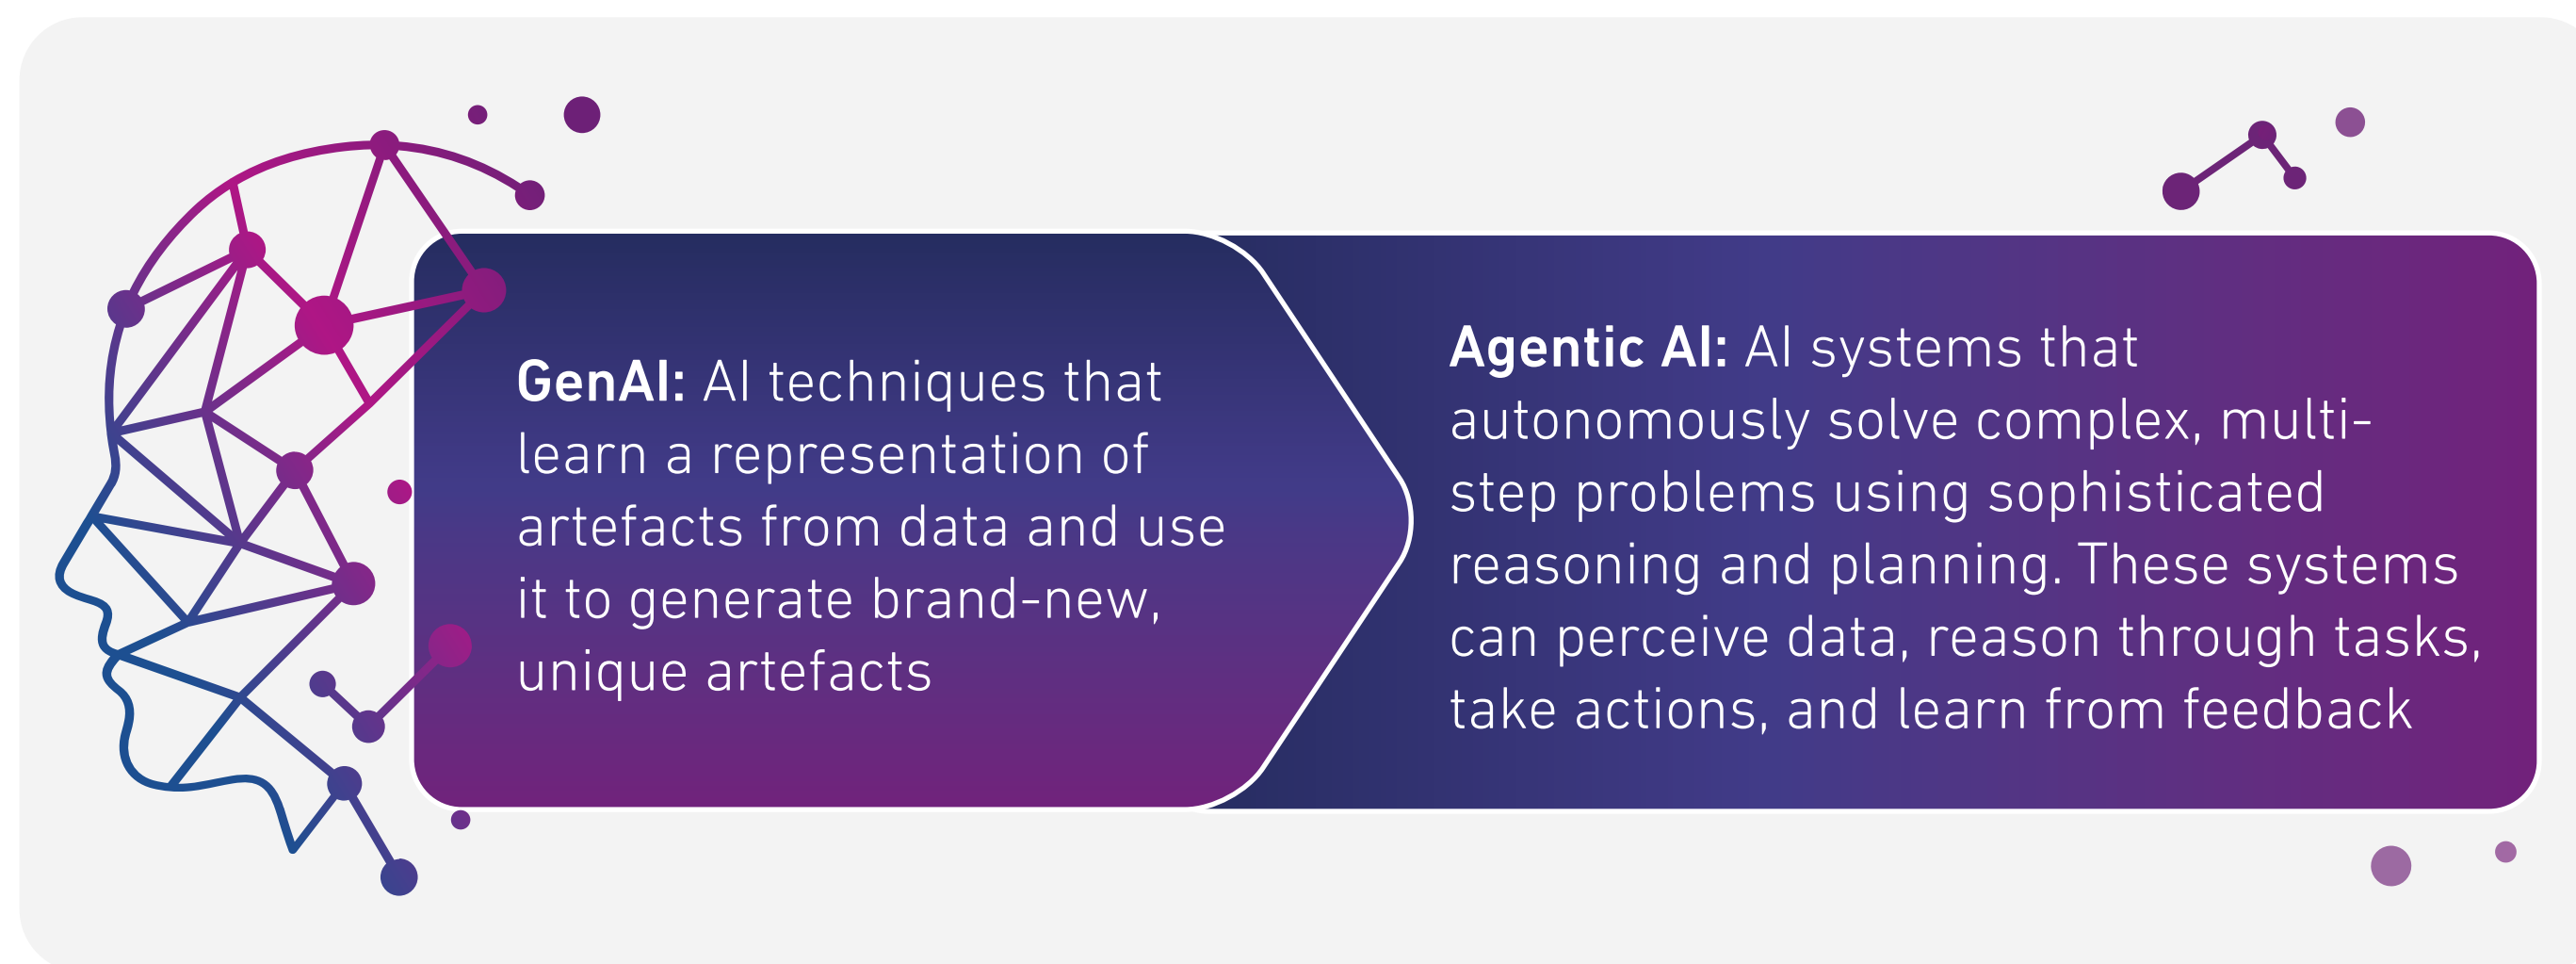 GenAI: AI techniques that
learn a representation of
artefacts from data and use
it to generate brand-new,
unique artefacts
Agentic AI: AI systems that
autonomously solve complex, multi-
step problems using sophisticated
reasoning and planning. These systems
can perceive data, reason through tasks,
take actions, and learn from feedback